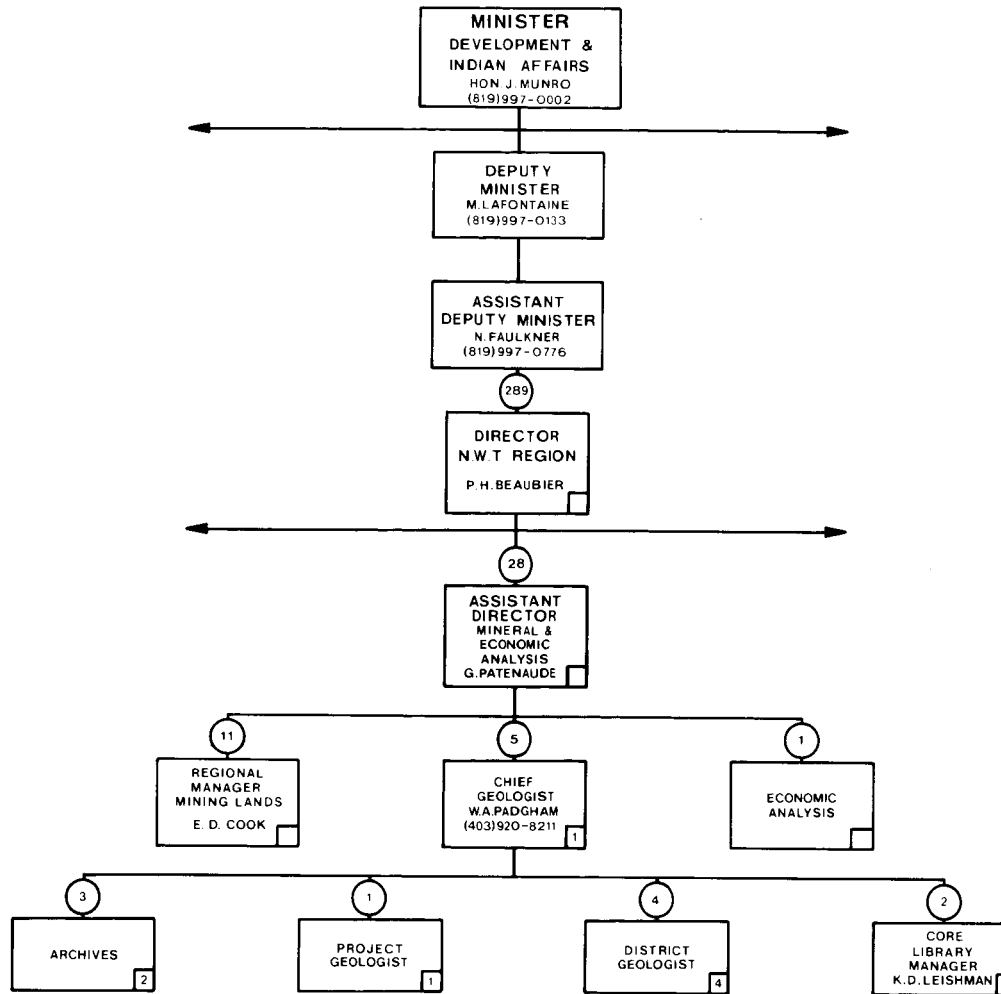 MINISTER
DEVELOPMENT &
INDIAN AFFAIRS
HON. J. MUNRO
(819)997-0002
DEPUTY
MINISTER
M. LAFONTAINE
(819)997-0133
ASSISTANT
DEPUTY MINISTER
N. FAULKNER
(819)997-0776
289
DIRECTOR
N.W.T REGION
P.H. BEAUBIER
28
ASSISTANT
DIRECTOR
MINERAL &
ECONOMIC
ANALYSIS
G. PATENAUDE
11
REGIONAL
MANAGER
MINING LANDS
E. D. COOK
5
CHIEF
GEOLOGIST
W.A. PADGHAM
(403)920-8211
1
1
ECONOMIC
ANALYSIS
3
ARCHIVES
2
1
PROJECT
GEOLOGIST
1
4
DISTRICT
GEOLOGIST
4
2
CORE
LIBRARY
MANAGER
K.D. LEISHMAN